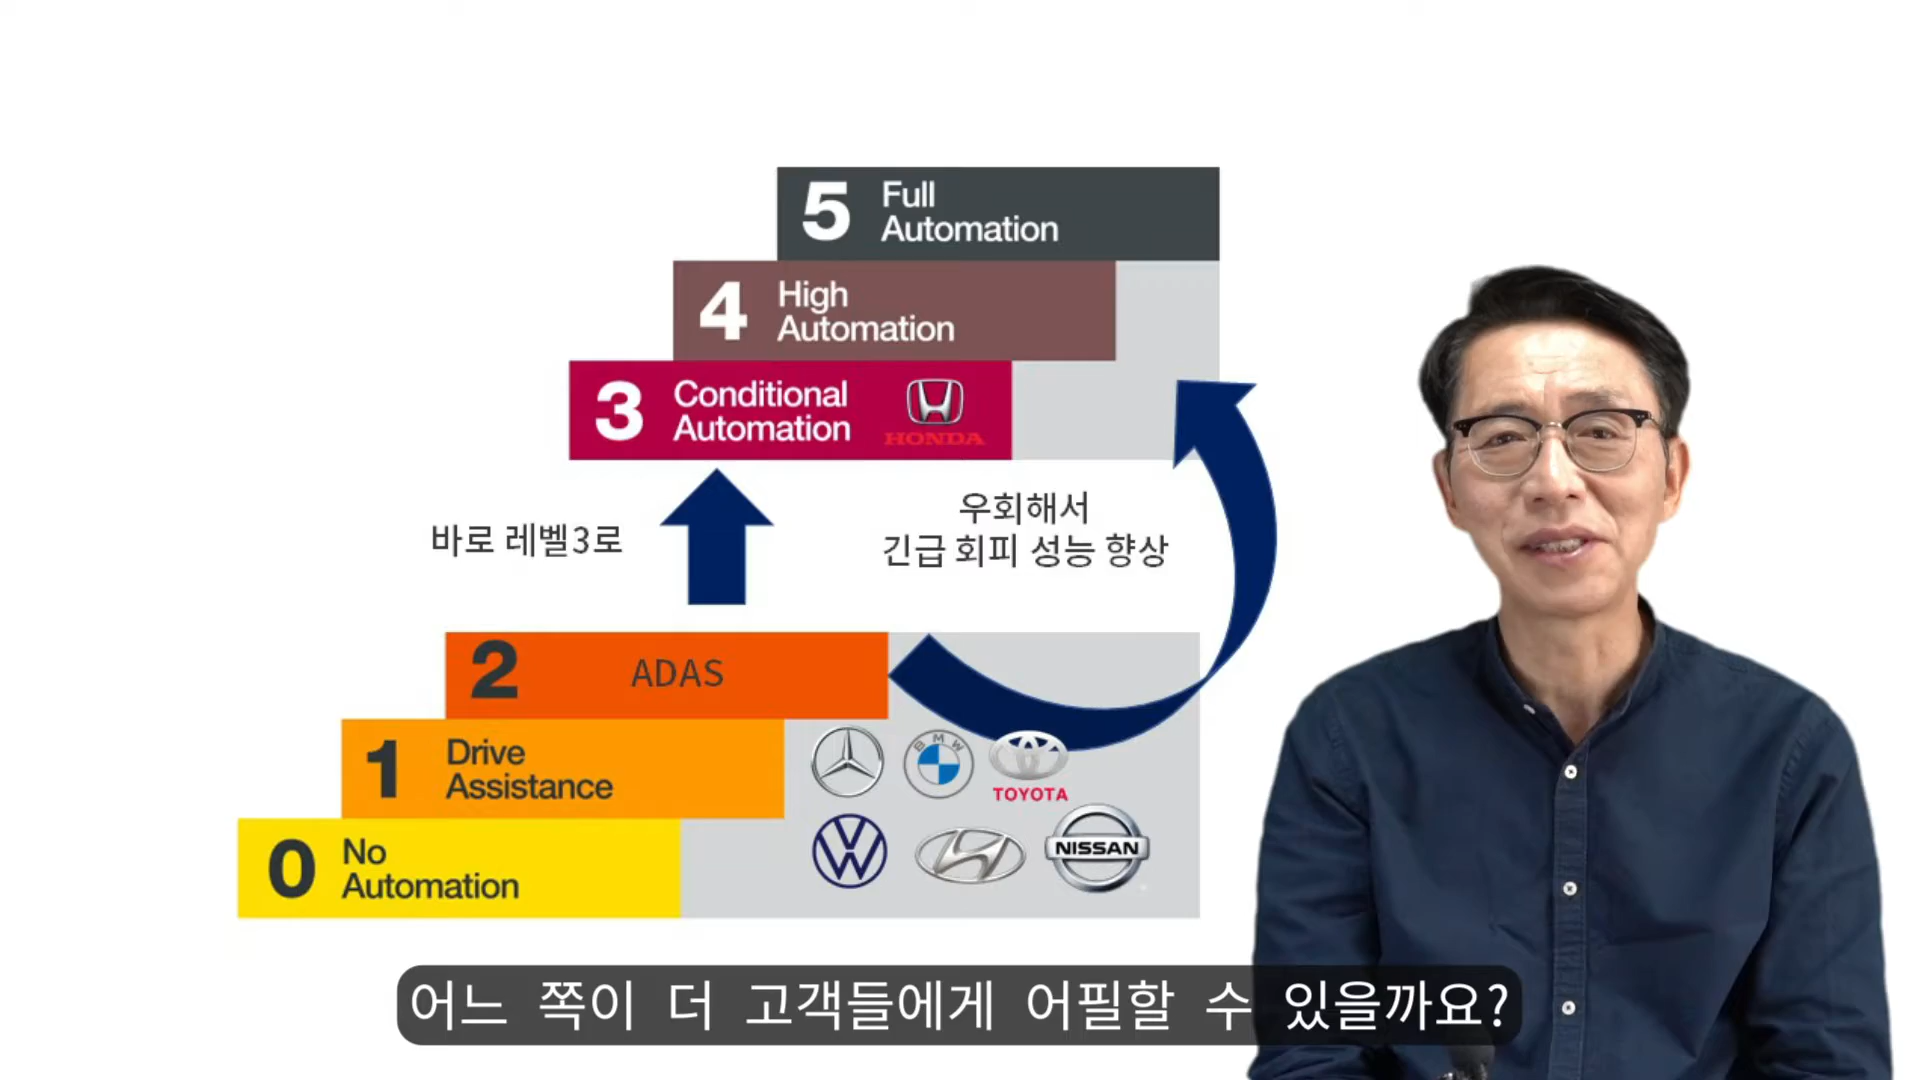 5 Full
Automation
4 High
Automation
3 Conditional
Automation
HONDA
바로 레벨3로
우회해서
긴급 회피 성능 향상
2 ADAS
1 Drive
Assistance
BMW
TOYOTA
0 No
Automation
NISSAN
어느 쪽이 더 고객들에게 어필할 수 있을까요?